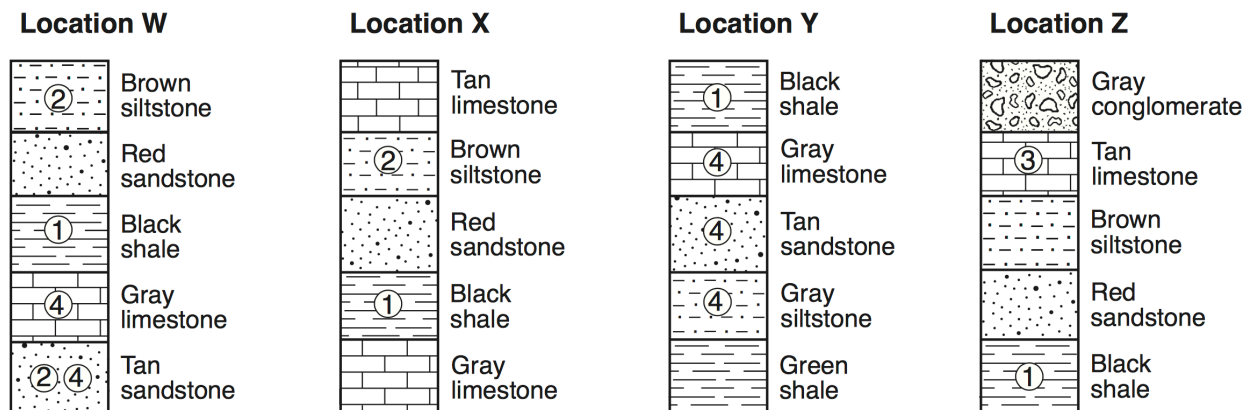 Location W
②
Brown
siltstone
Red
sandstone
①
Black
shale
④
Gray
limestone
② ④
Tan
sandstone
Location X
Tan
limestone
②
Brown
siltstone
Red
sandstone
①
Black
shale
Gray
limestone
Location Y
①
Black
shale
④
Gray
limestone
④
Tan
sandstone
④
Gray
siltstone
Green
shale
Location Z
Gray
conglomerate
③
Tan
limestone
Brown
siltstone
Red
sandstone
①
Black
shale